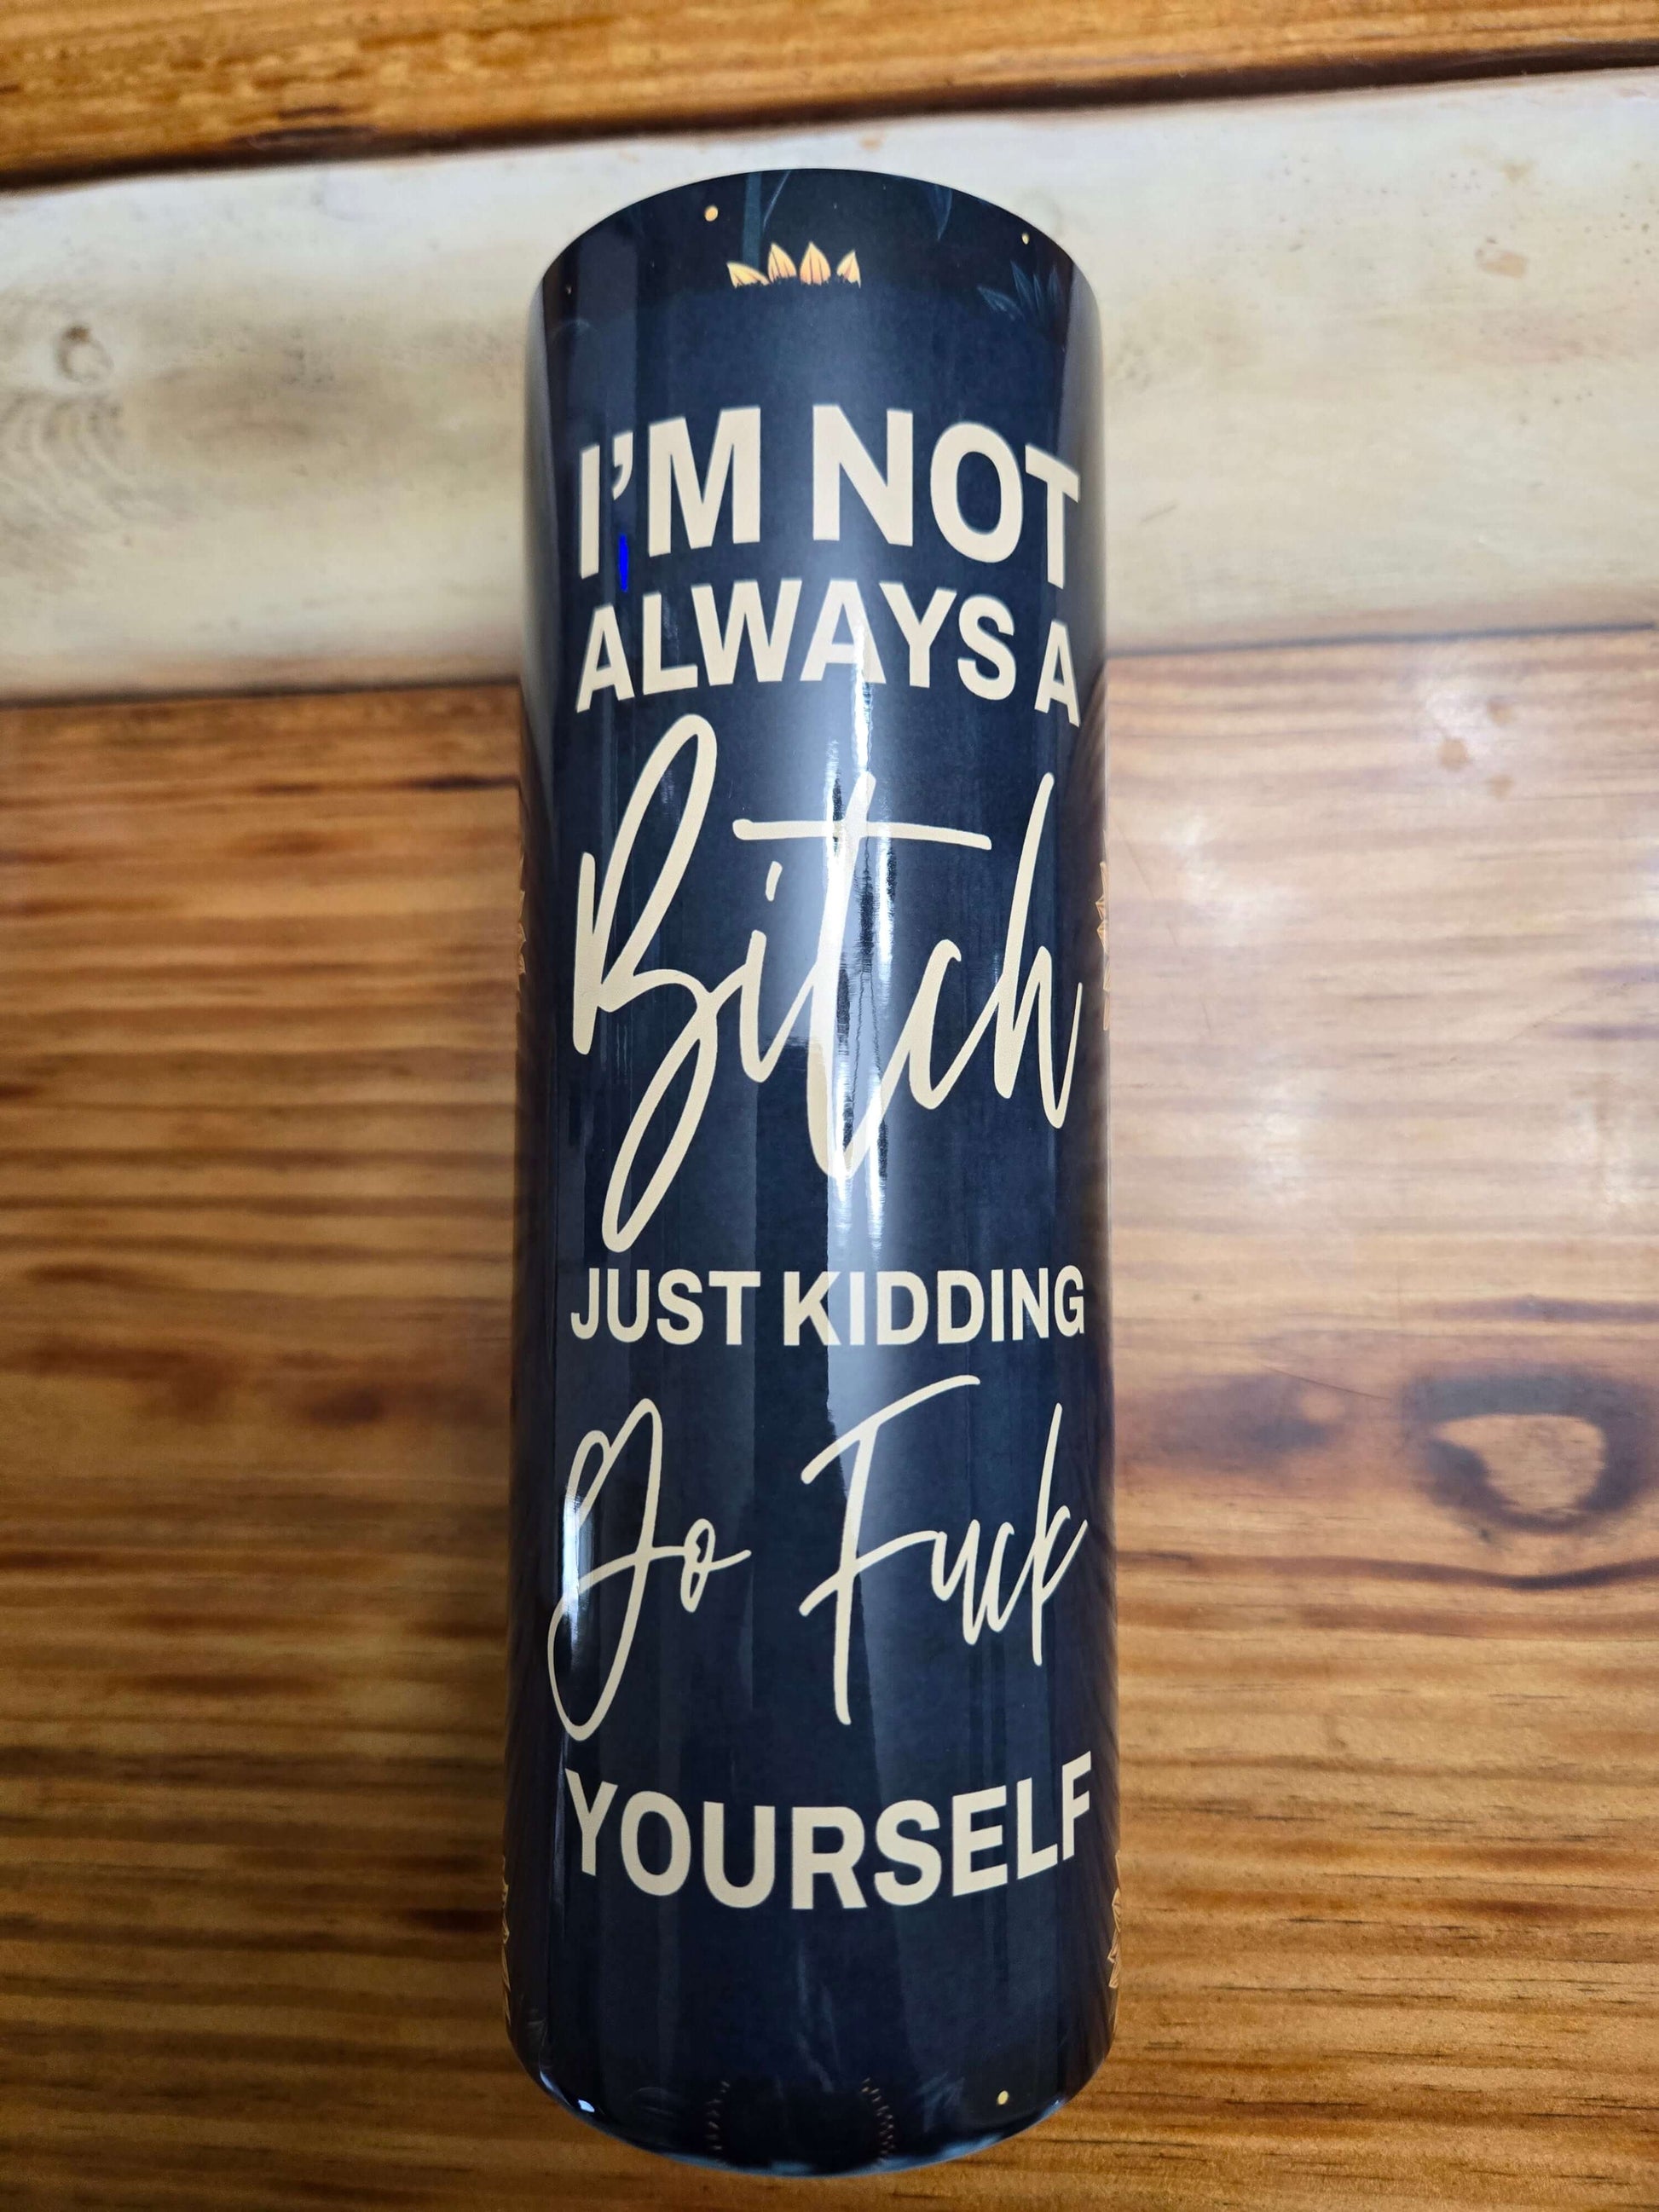 I'M NOT
ALWAYS A
Bitch
JUST KIDDING
Go Fuck
YOURSELF